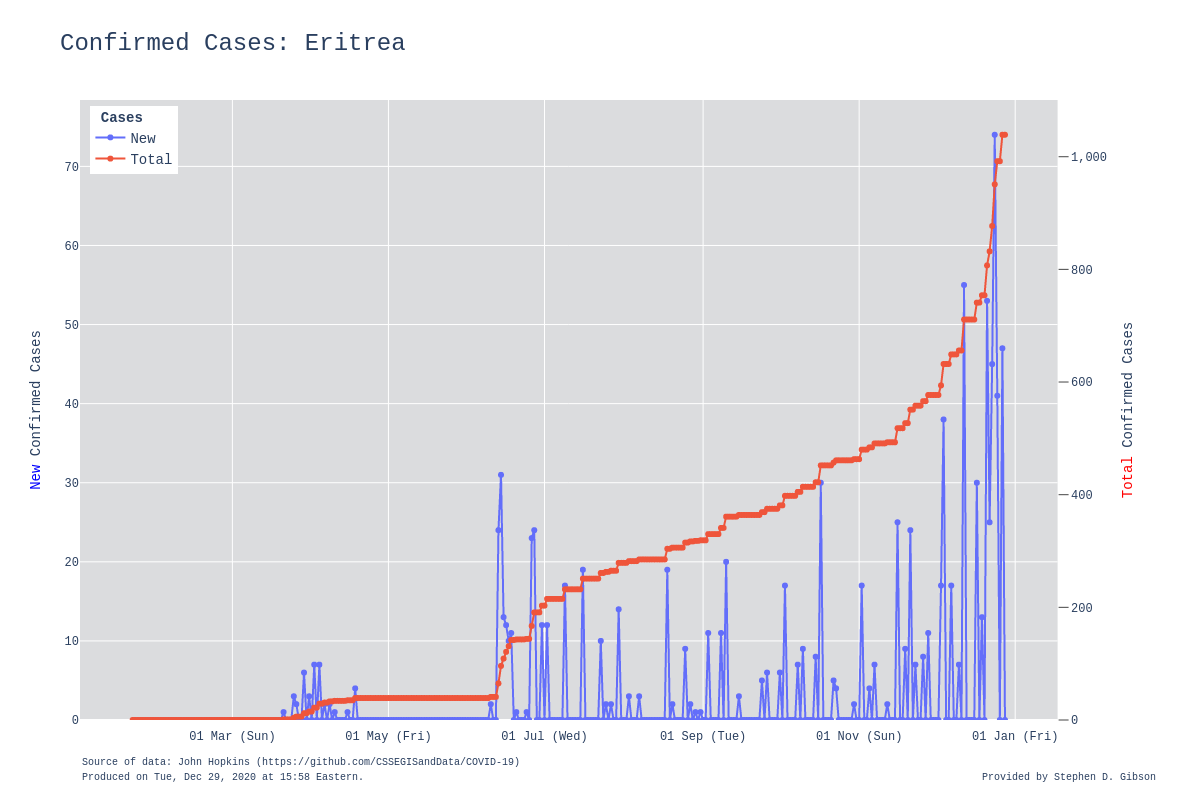 Confirmed Cases: Eritrea
Cases
New
Total
70
60
50
40
30
20
10
0
New Confirmed Cases
1,000
800
600
400
200
0
Total Confirmed Cases
01 Mar (Sun)
01 May (Fri)
01 Jul (Wed)
01 Sep (Tue)
01 Nov (Sun)
01 Jan (Fri)
Source of data: John Hopkins (https://github.com/CSSEGISandData/COVID-19)
Produced on Tue, Dec 29, 2020 at 15:58 Eastern.
Provided by Stephen D. Gibson